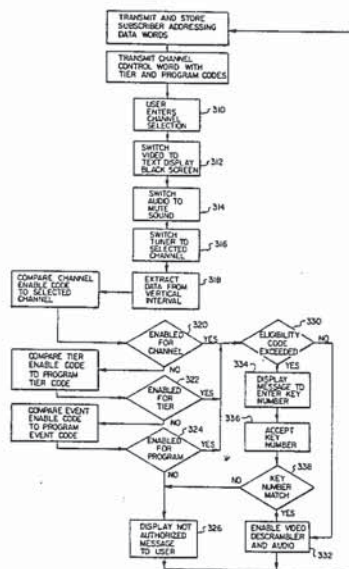 TRANSMIT AND STORE
SUBSCRIBER ADDRESSING
DATA WORDS
TRANSMIT CHANNEL
CONTROL WORD WITH
TIER AND PROGRAM CODES
310
USER
ENTERS
CHANNEL
SELECTION
312
SWITCH
VIDEO TO
TEXT DISPLAY
BLACK SCREEN
314
SWITCH
AUDIO TO
MUTE
SOUND
316
SWITCH
TUNER TO
SELECTED
CHANNEL
318
EXTRACT
DATA FROM
VERTICAL
INTERVAL
COMPARE CHANNEL
ENABLE CODE
TO SELECTED
CHANNEL
320
ENABLED
FOR
CHANNEL
YES
NO
COMPARE TIER
ENABLE CODE
TO PROGRAM
TIER CODE
322
ENABLED
FOR
TIER
YES
NO
COMPARE EVENT
ENABLE CODE
TO PROGRAM
EVENT CODE
324
ENABLED
FOR
PROGRAM
YES
NO
326
DISPLAY NOT
AUTHORIZED
MESSAGE
TO USER
330
ELIGIBILITY
CODE
EXCEEDED
NO
YES
334
DISPLAY
MESSAGE TO
ENTER KEY
NUMBER
336
ACCEPT
KEY
NUMBER
338
KEY
NUMBER
MATCH
NO
YES
ENABLE VIDEO
DESCRAMBLER
AND AUDIO
332